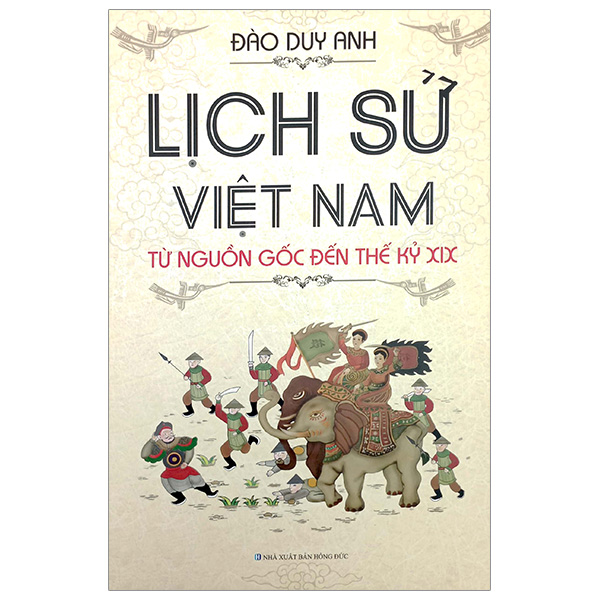 ĐÀO DUY ANH
LỊCH SỬ
VIỆT NAM
TỪ NGUỒN GỐC ĐẾN THẾ KỶ XIX
NHÀ XUẤT BẢN HỒNG ĐỨC